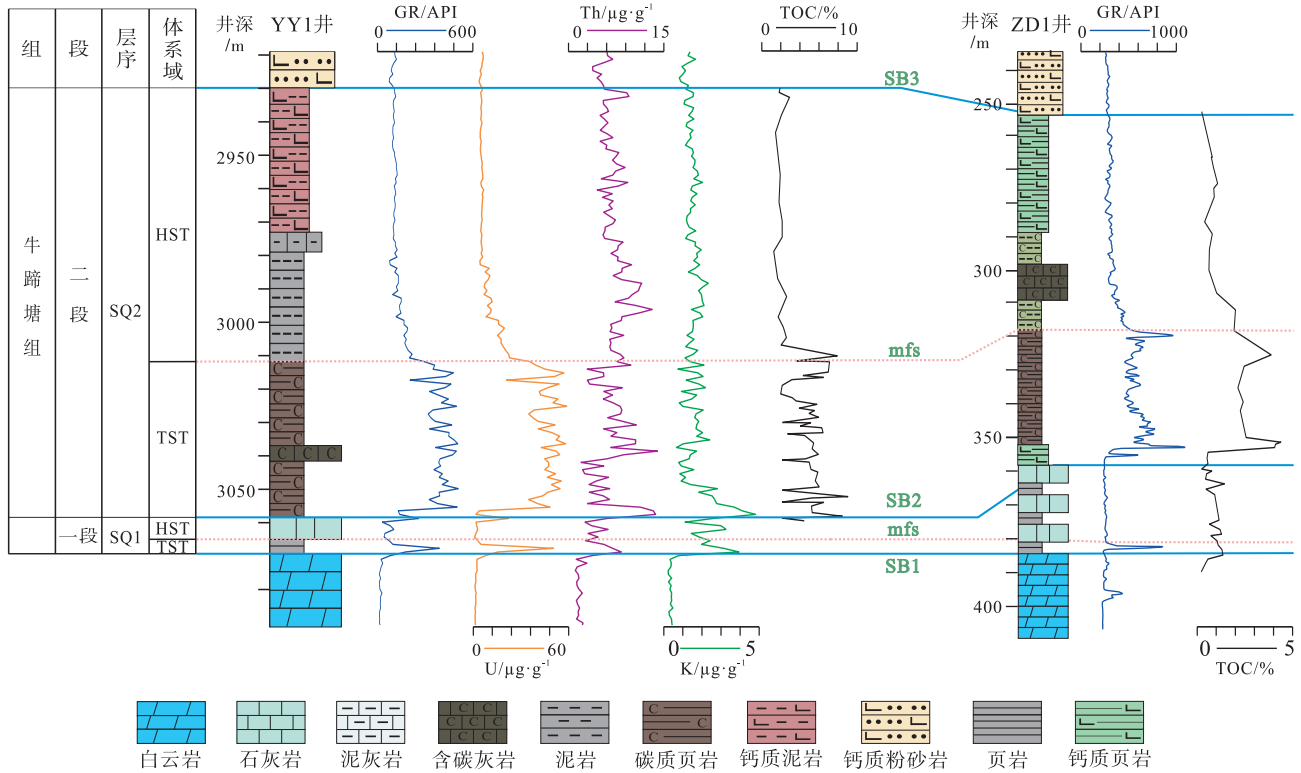 组 段 层序 体系域
井深/m YY1井
GR/API
0 600
Th/μg·g⁻¹
0 15
TOC/%
0 10
井深/m ZD1井
GR/API
0 1000
牛蹄塘组
二段
一段
SQ2
SQ1
HST
TST
HST
TST
2950
3000
3050
SB3
mfs
SB2
mfs
SB1
250
300
350
400
0 60
U/μg·g⁻¹
0 5
K/μg·g⁻¹
0 5
TOC/%
白云岩 石灰岩 泥灰岩 含碳灰岩 泥岩 碳质页岩 钙质泥岩 钙质粉砂岩 页岩 钙质页岩